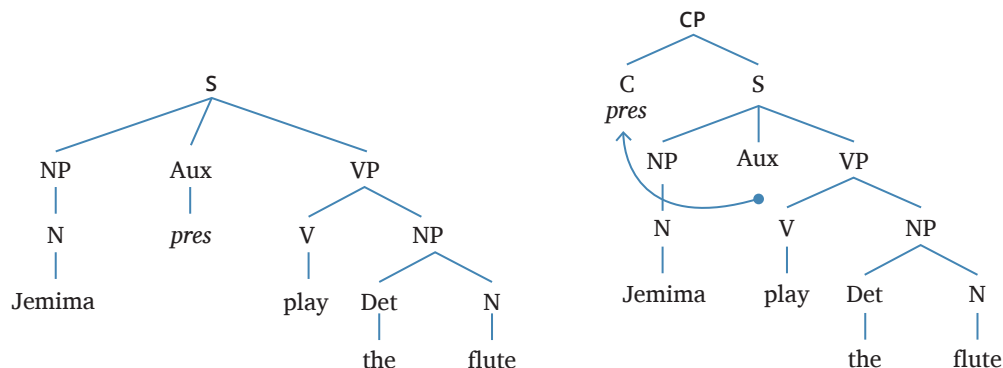 S
NP Aux VP
N pres V NP
Jemima play Det N
the flute
CP
C S
pres
NP Aux VP
N V NP
Jemima play Det N
the flute